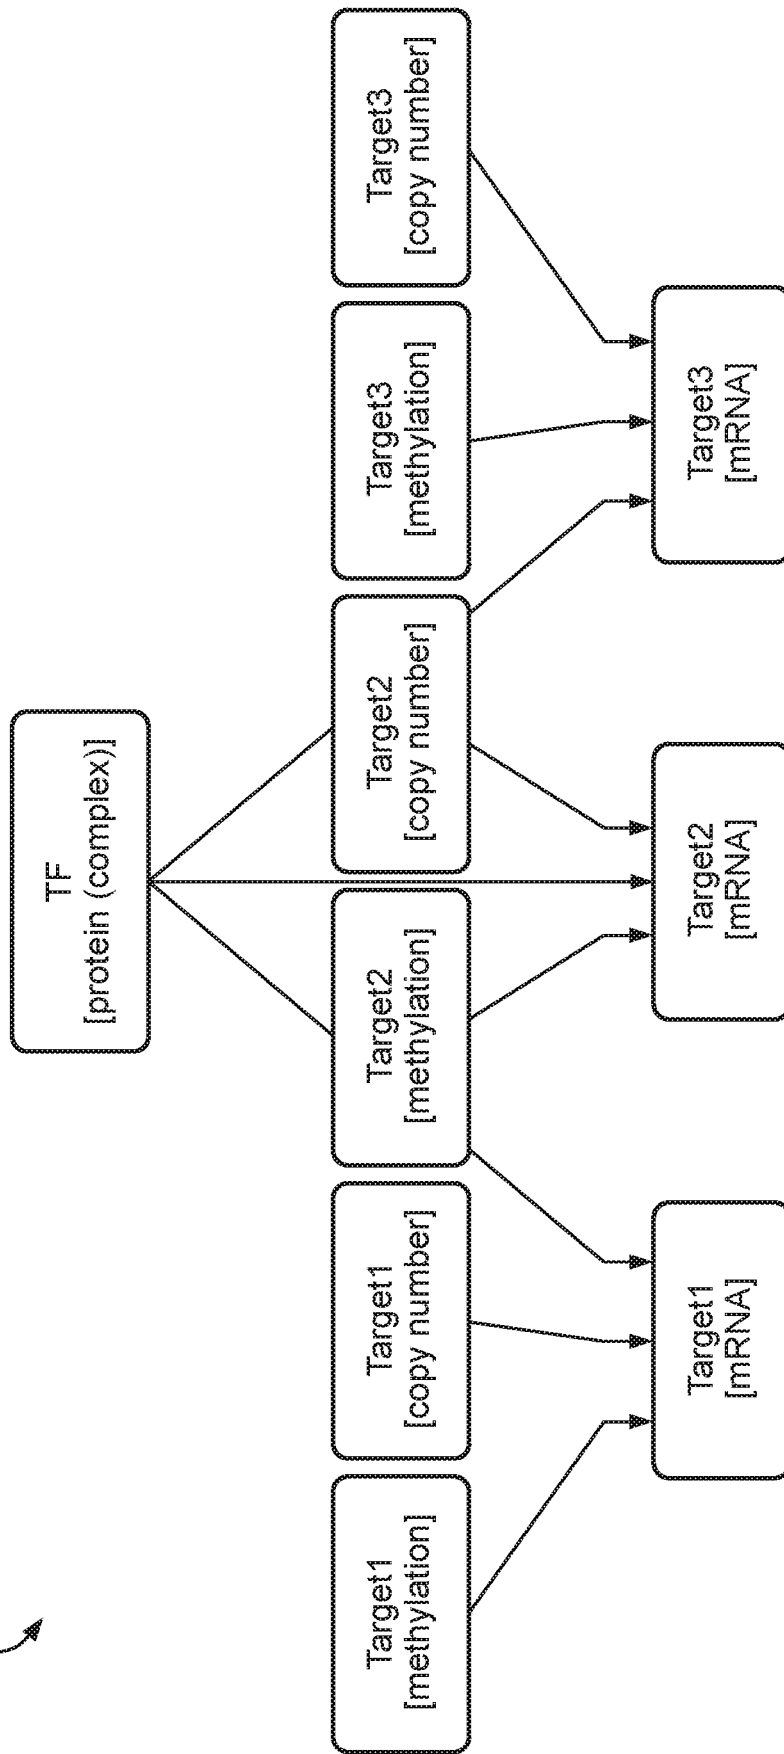 TF
[protein (complex)]
Target1
[methylation]
Target1
[copy number]
Target2
[methylation]
Target2
[copy number]
Target3
[methylation]
Target3
[copy number]
Target1
[mRNA]
Target2
[mRNA]
Target3
[mRNA]